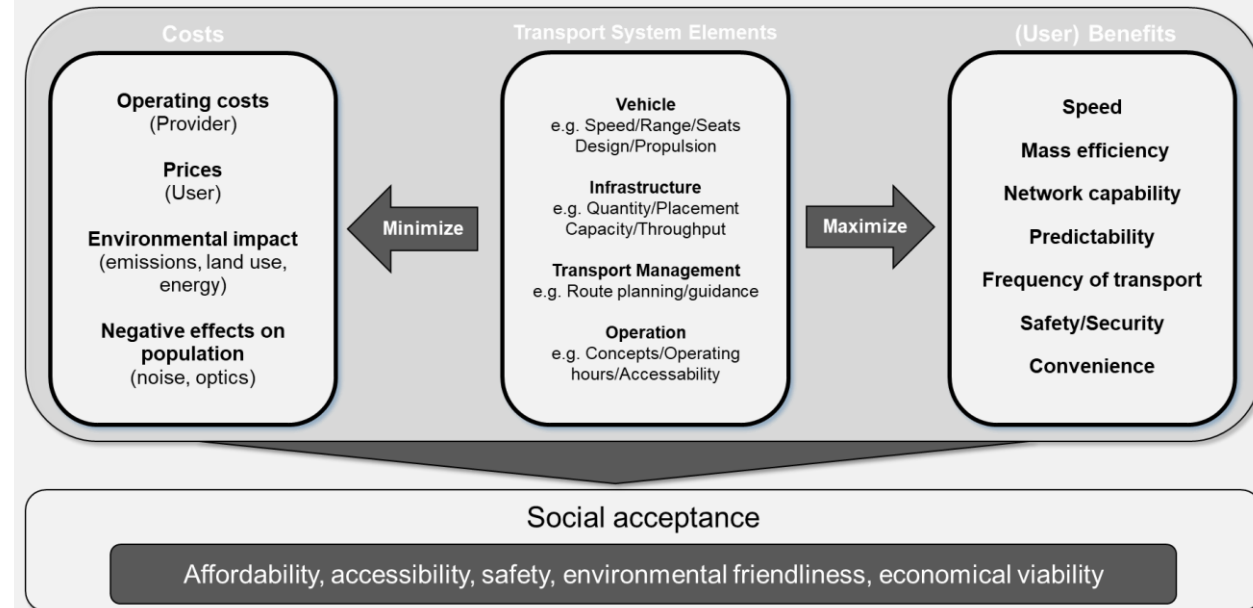 Costs
Operating costs
(Provider)
Prices
(User)
Environmental impact
(emissions, land use,
energy)
Negative effects on
population
(noise, optics)
Minimize
Transport System Elements
Vehicle
e.g. Speed/Range/Seats
Design/Propulsion
Infrastructure
e.g. Quantity/Placement
Capacity/Throughput
Transport Management
e.g. Route planning/guidance
Operation
e.g. Concepts/Operating
hours/Accessability
Maximize
(User) Benefits
Speed
Mass efficiency
Network capability
Predictability
Frequency of transport
Safety/Security
Convenience
Social acceptance
Affordability, accessibility, safety, environmental friendliness, economical viability